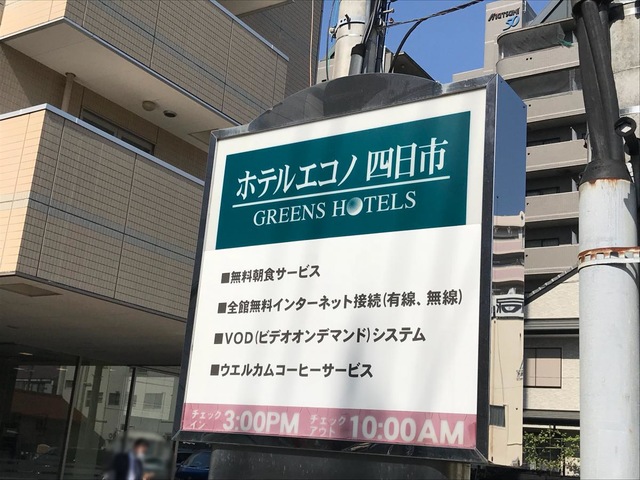 MATSUMI
ホテルエコノ 四日市
GREENS HOTELS
■無料朝食サービス
■全館無料インターネット接続(有線、無線)
■VOD(ビデオオンデマンド)システム
■ウエルカムコーヒーサービス
チェックイン 3:00PM チェックアウト 10:00AM